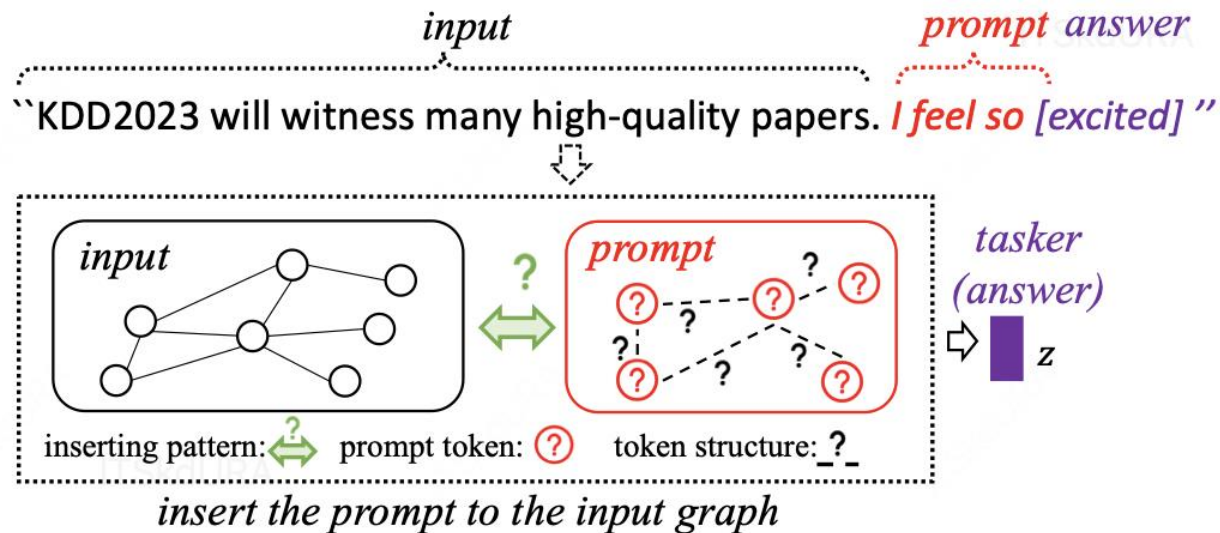 input
prompt answer
``KDD2023 will witness many high-quality papers. I feel so [excited] ”
input
?
prompt
?
?
?
?
?
?
?
?
?
?
tasker
(answer)
z
inserting pattern: ? prompt token: ? token structure:_?_
insert the prompt to the input graph